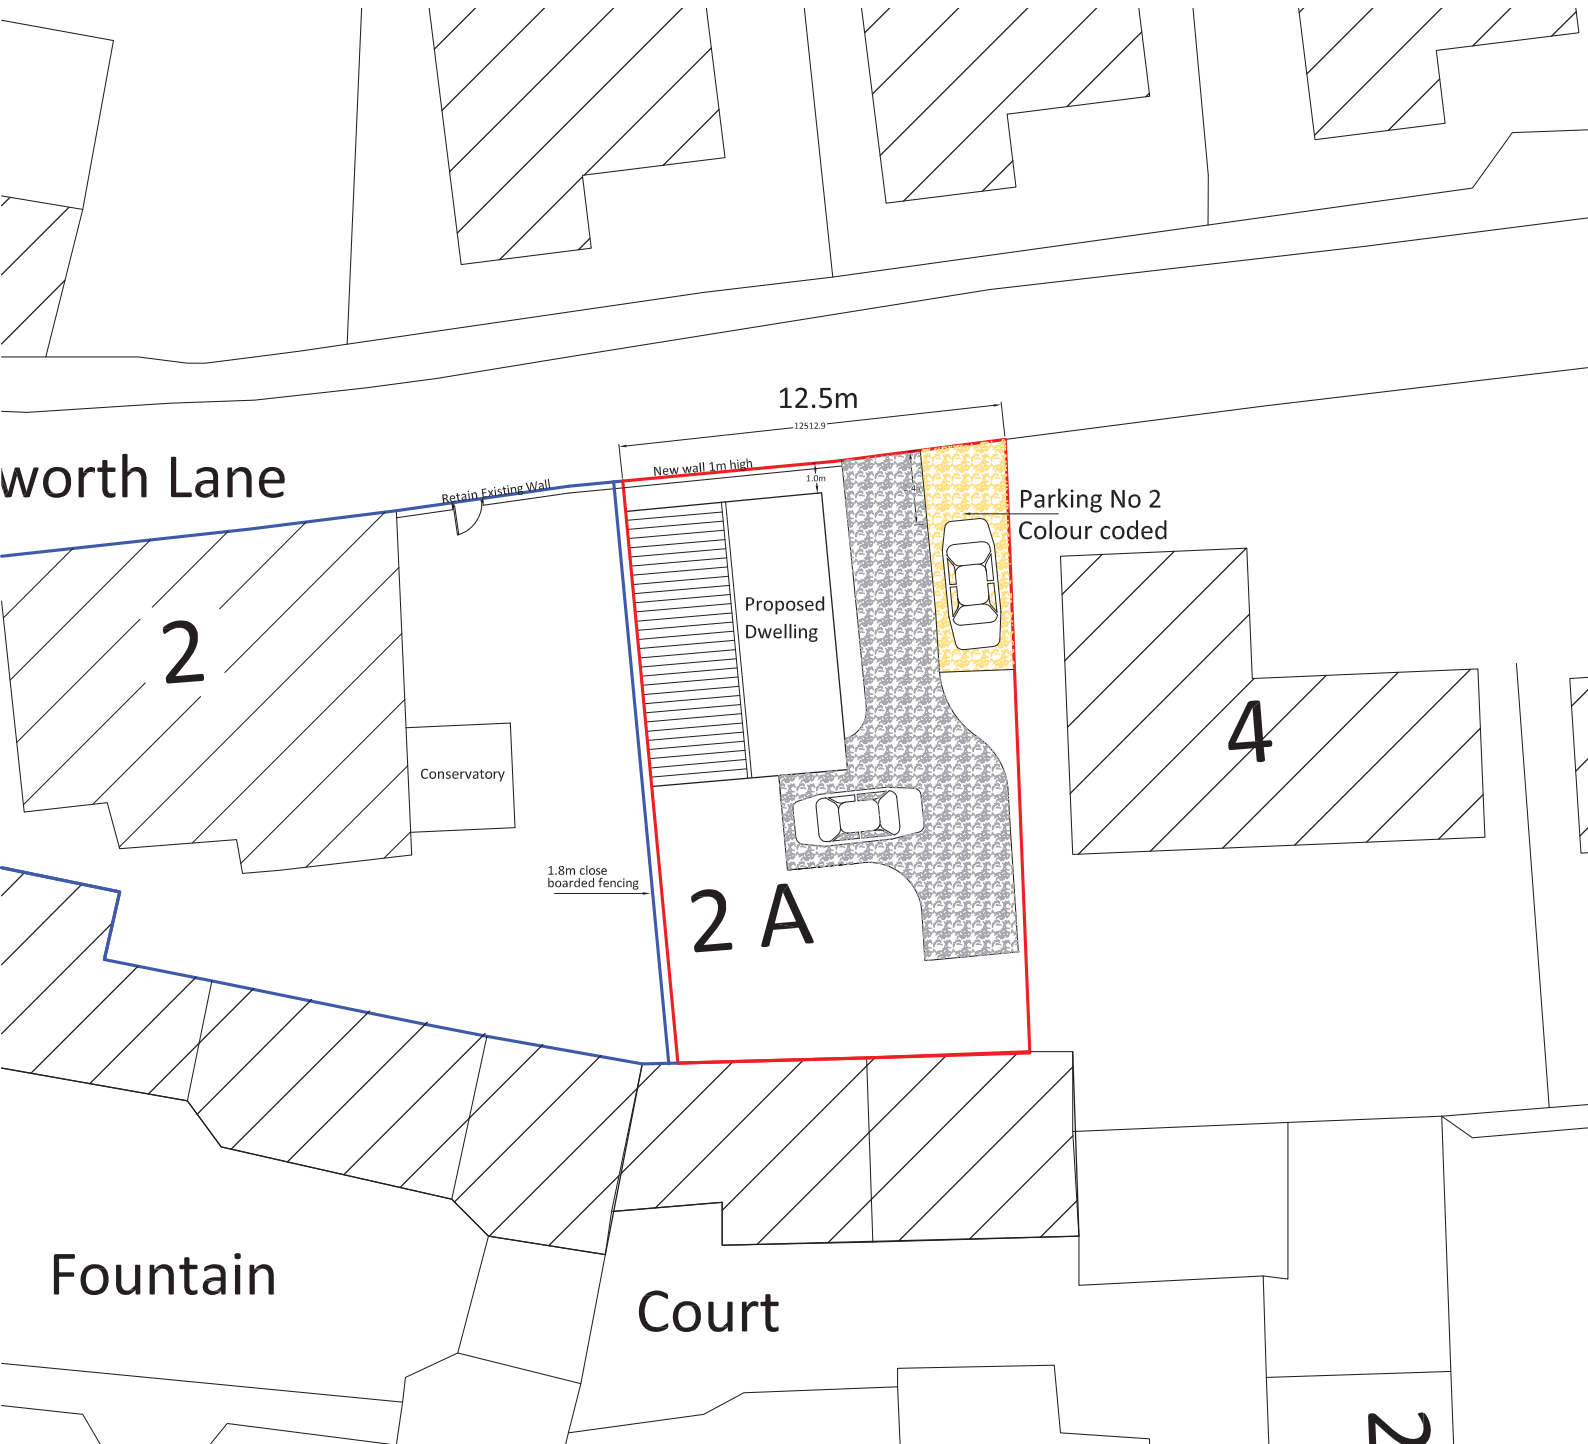 12.5m
12512.9
worth Lane
New wall 1m high
1.0m
Retain Existing Wall
Parking No 2
Colour coded
2
Proposed
Dwelling
4
Conservatory
1.8m close
boarded fencing
2 A
Fountain
Court
2